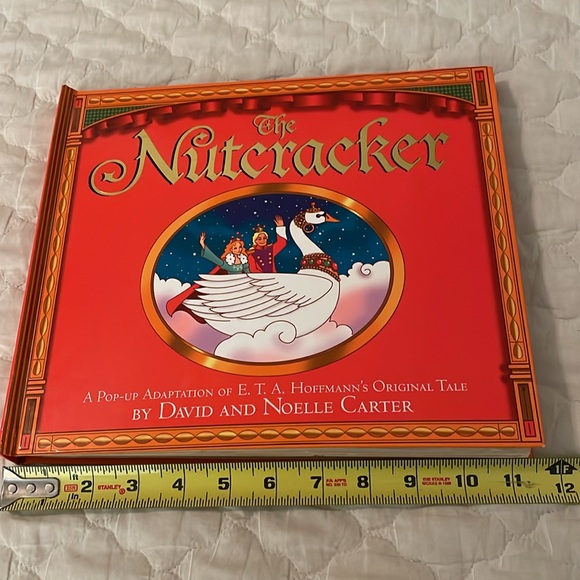 The
Nutcracker
A Pop-up Adaptation of E. T. A. Hoffmann's Original Tale
by David and Noelle Carter
2 STANLEY 3 4 5 6 7 8 9 10 11 1F 12